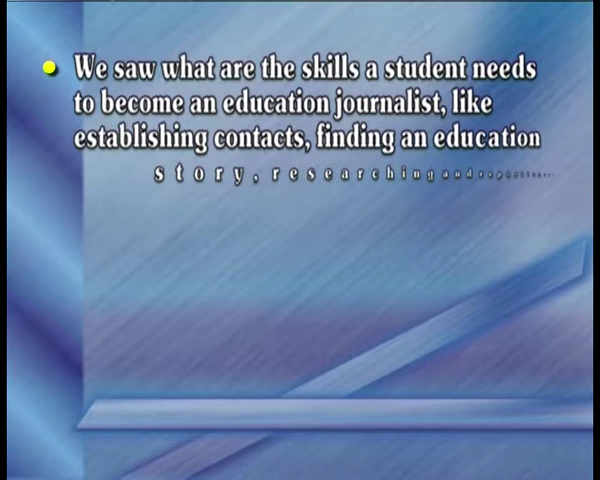 We saw what are the skills a student needs
to become an education journalist, like
establishing contacts, finding an education
story, researching and